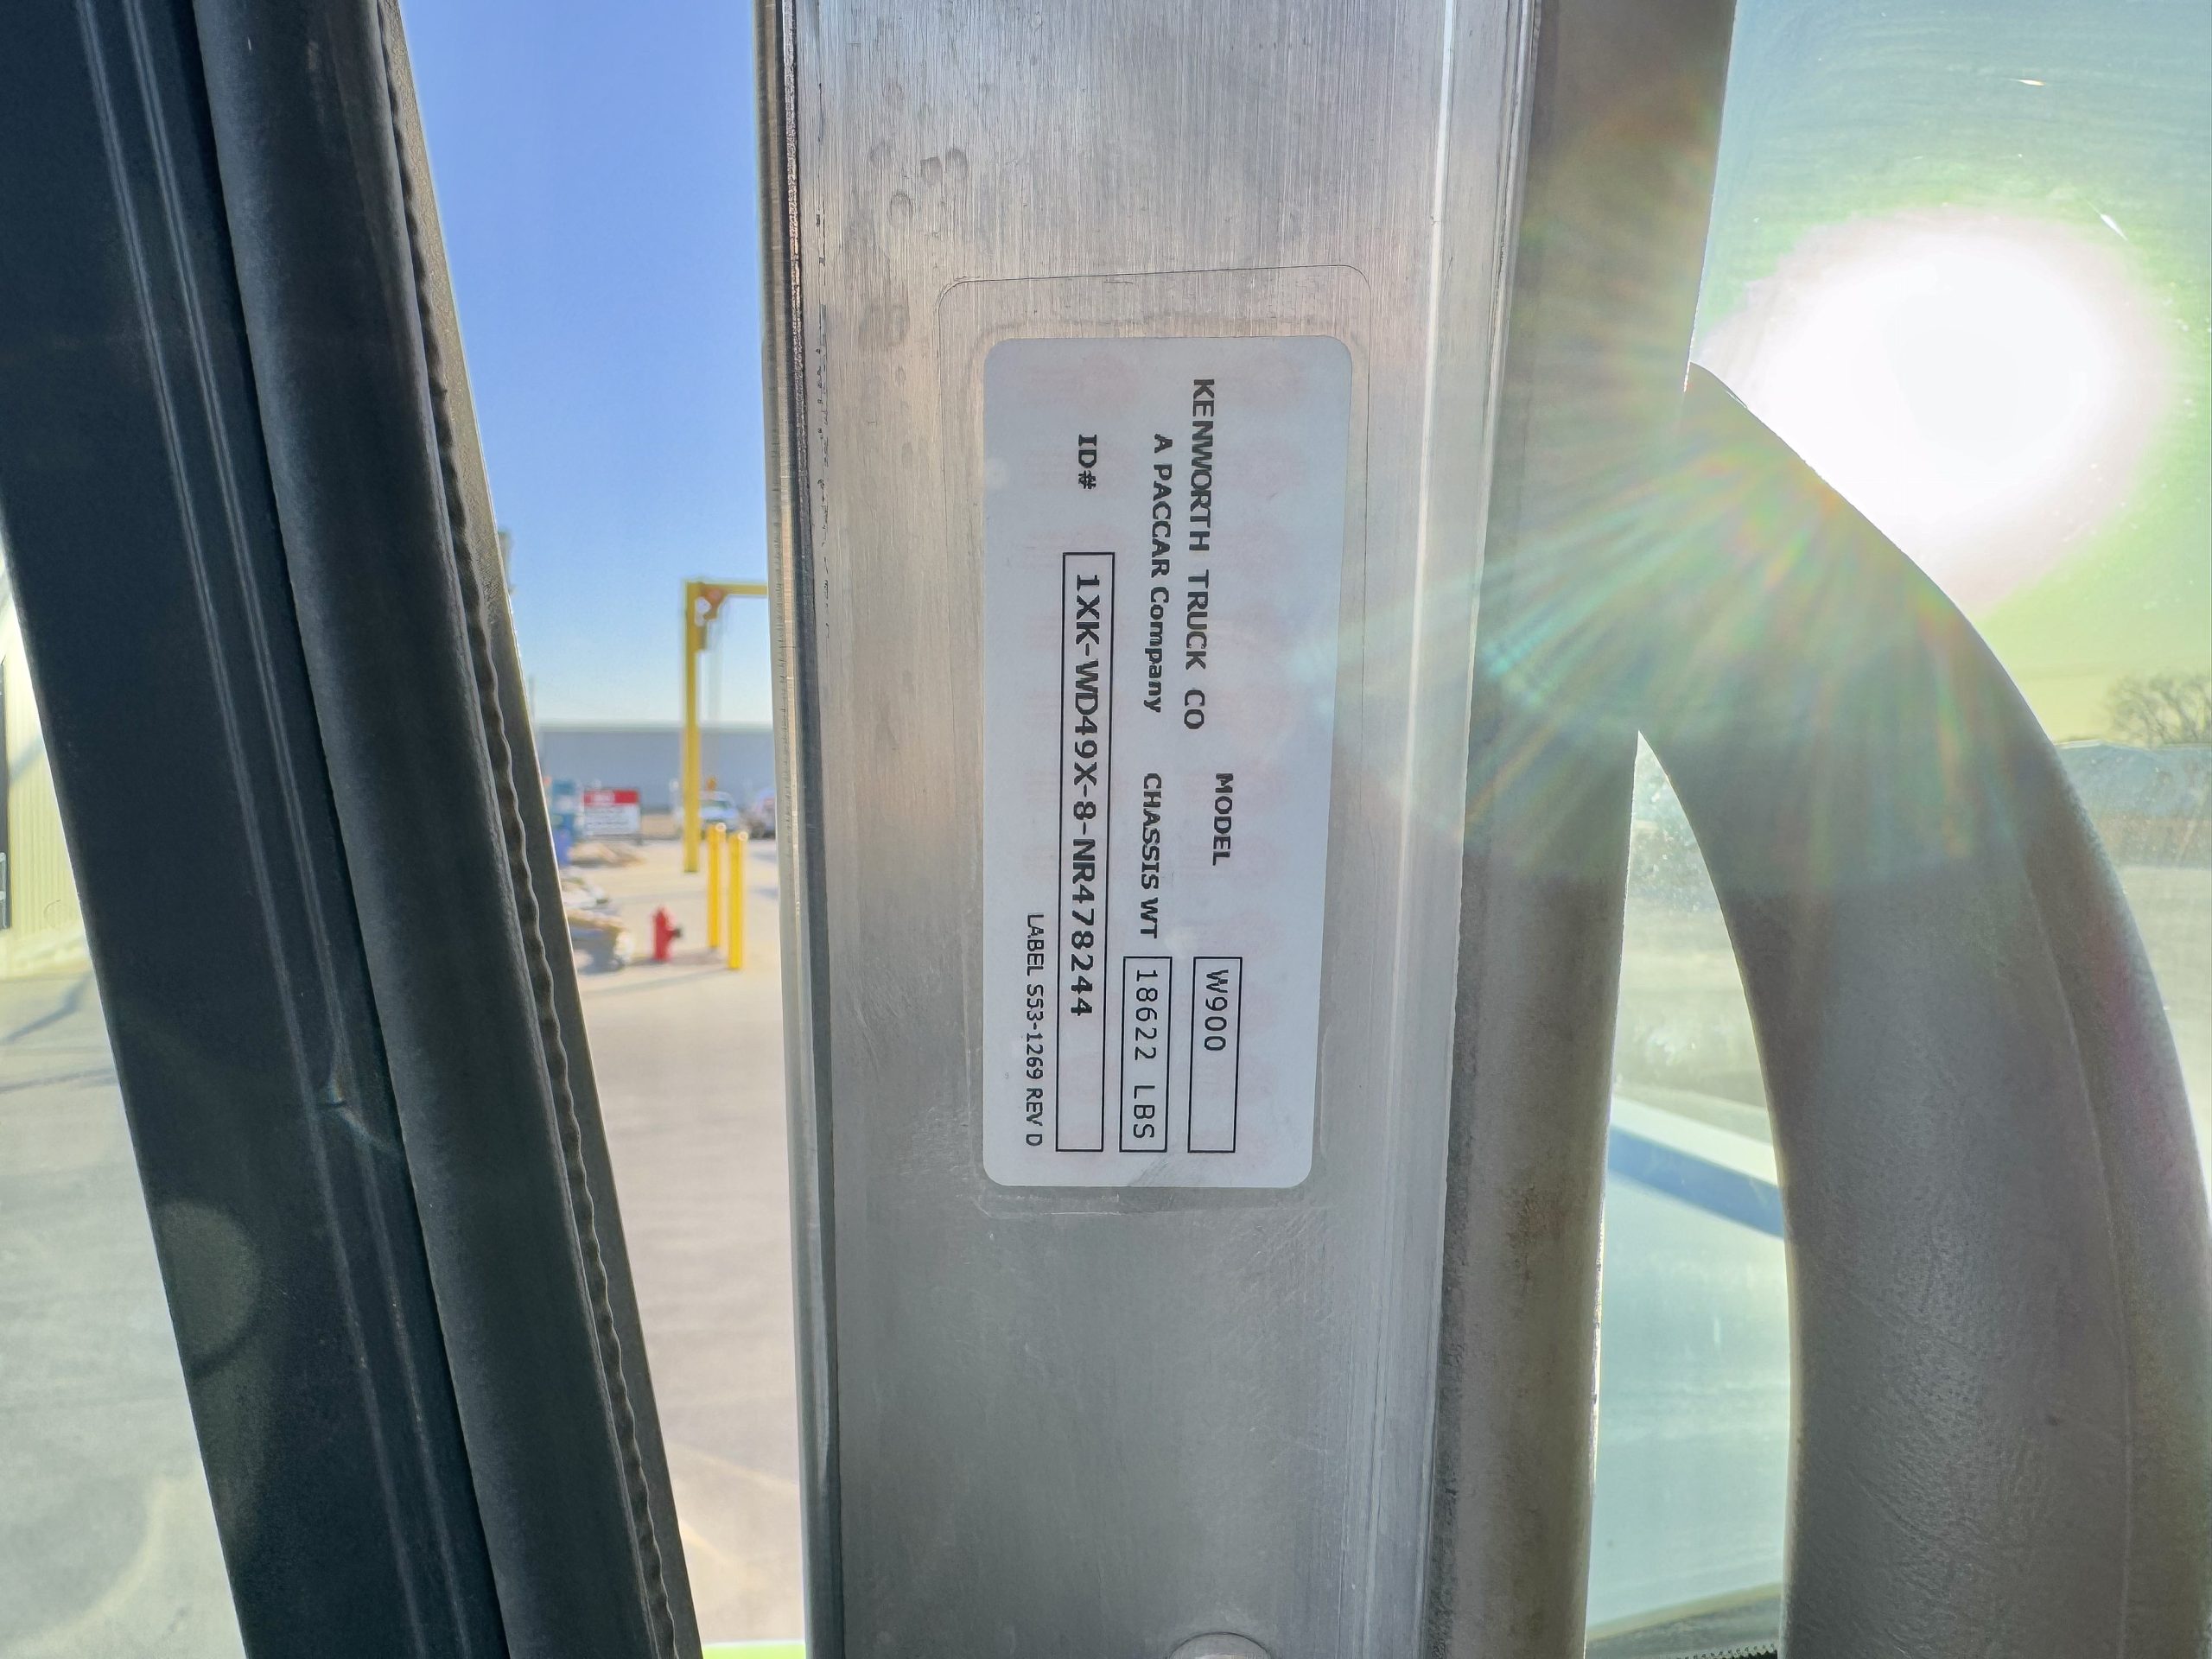 KENWORTH TRUCK CO
A PACCAR Company
MODEL W900
CHASSIS WT 18622 LBS
ID# 1XK-WD49X-8-NR478244
LABEL S53-1269 REV D